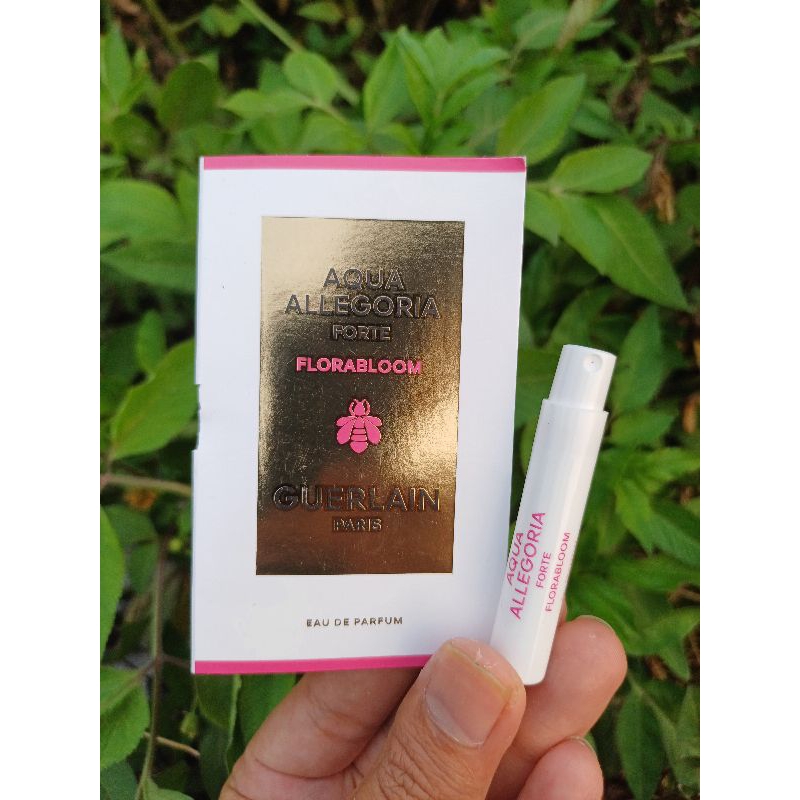 AQUA
ALLEGORIA
FORTE
FLORABLOOM
GUERLAIN
PARIS
EAU DE PARFUM
AQUA
ALLEGORIA
FORTE
FLORABLOOM